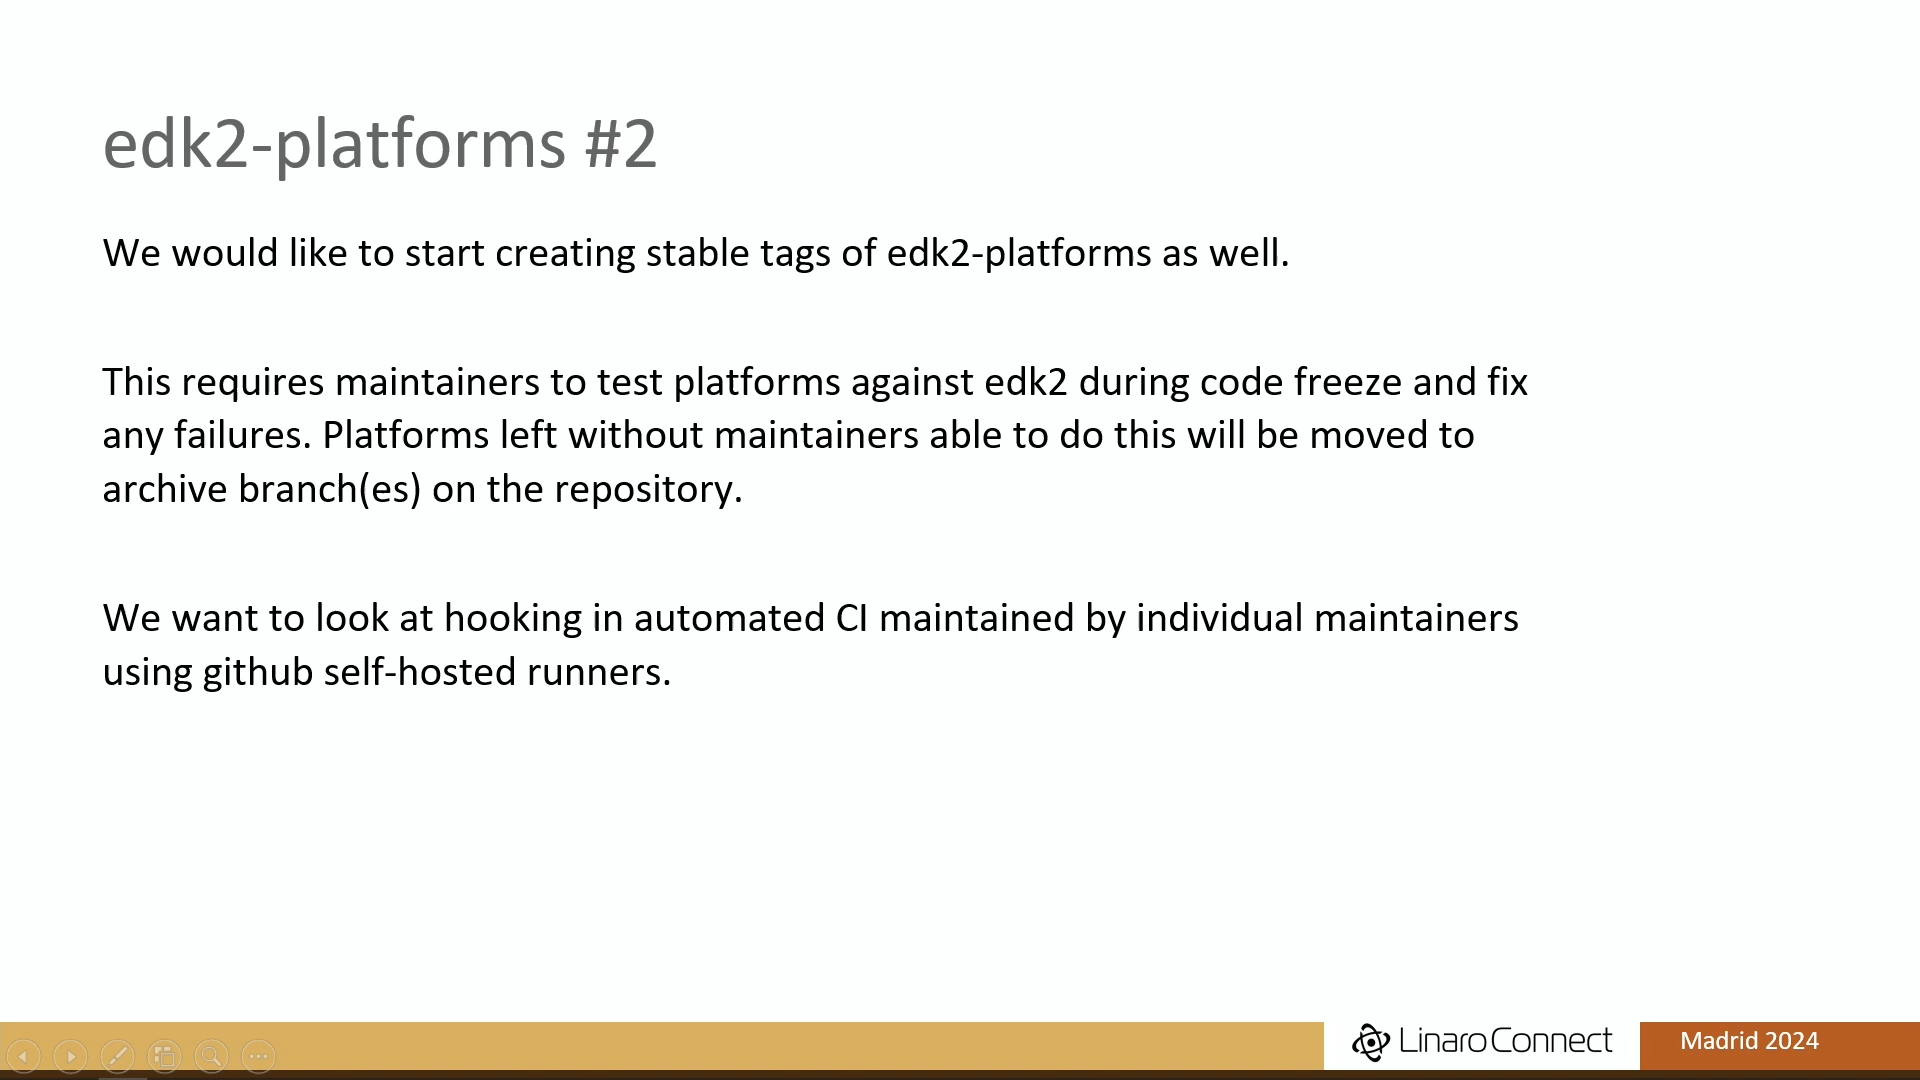 edk2-platforms #2
We would like to start creating stable tags of edk2-platforms as well.
This requires maintainers to test platforms against edk2 during code freeze and fix
any failures. Platforms left without maintainers able to do this will be moved to
archive branch(es) on the repository.
We want to look at hooking in automated CI maintained by individual maintainers
using github self-hosted runners.
Linaro Connect
Madrid 2024